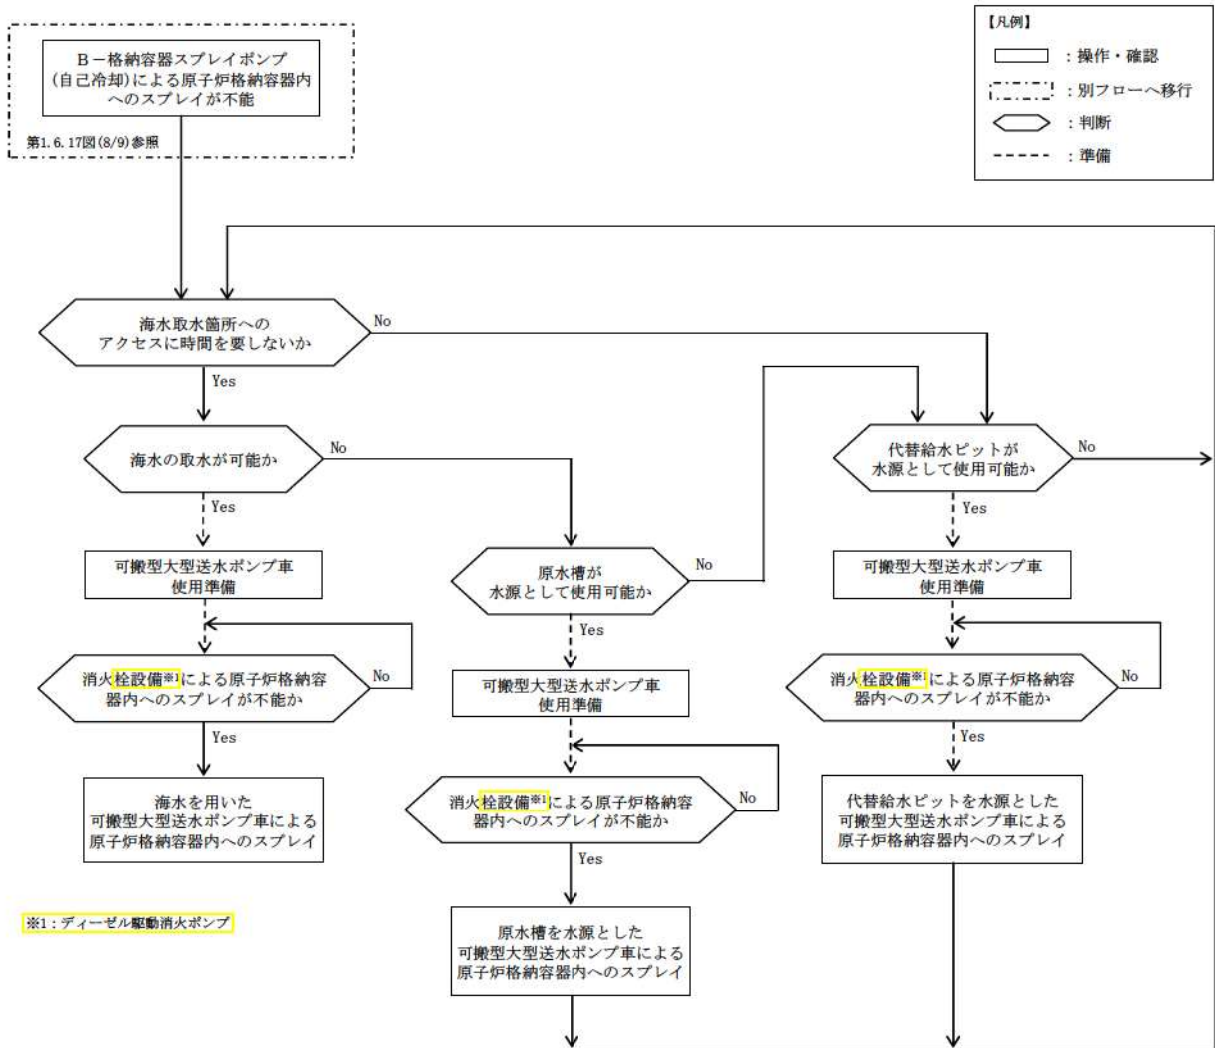 【凡例】
：操作・確認
：別フローへ移行
：判断
：準備
B－格納容器スプレイポンプ
(自己冷却)による原子炉格納容器内
へのスプレイが不能
第1.6.17図(8/9)参照
海水取水箇所への
アクセスに時間を要しないか
No
Yes
海水の取水が可能か
No
Yes
代替給水ピットが
水源として使用可能か
No
Yes
原水槽が
水源として使用可能か
No
Yes
可搬型大型送水ポンプ車
使用準備
可搬型大型送水ポンプ車
使用準備
消火栓設備※1による原子炉格納容
器内へのスプレイが不能か
No
Yes
可搬型大型送水ポンプ車
使用準備
消火栓設備※1による原子炉格納容
器内へのスプレイが不能か
No
Yes
海水を用いた
可搬型大型送水ポンプ車による
原子炉格納容器内へのスプレイ
消火栓設備※1による原子炉格納容
器内へのスプレイが不能か
No
Yes
代替給水ピットを水源とした
可搬型大型送水ポンプ車による
原子炉格納容器内へのスプレイ
※1：ディーゼル駆動消火ポンプ
原水槽を水源とした
可搬型大型送水ポンプ車による
原子炉格納容器内へのスプレイ